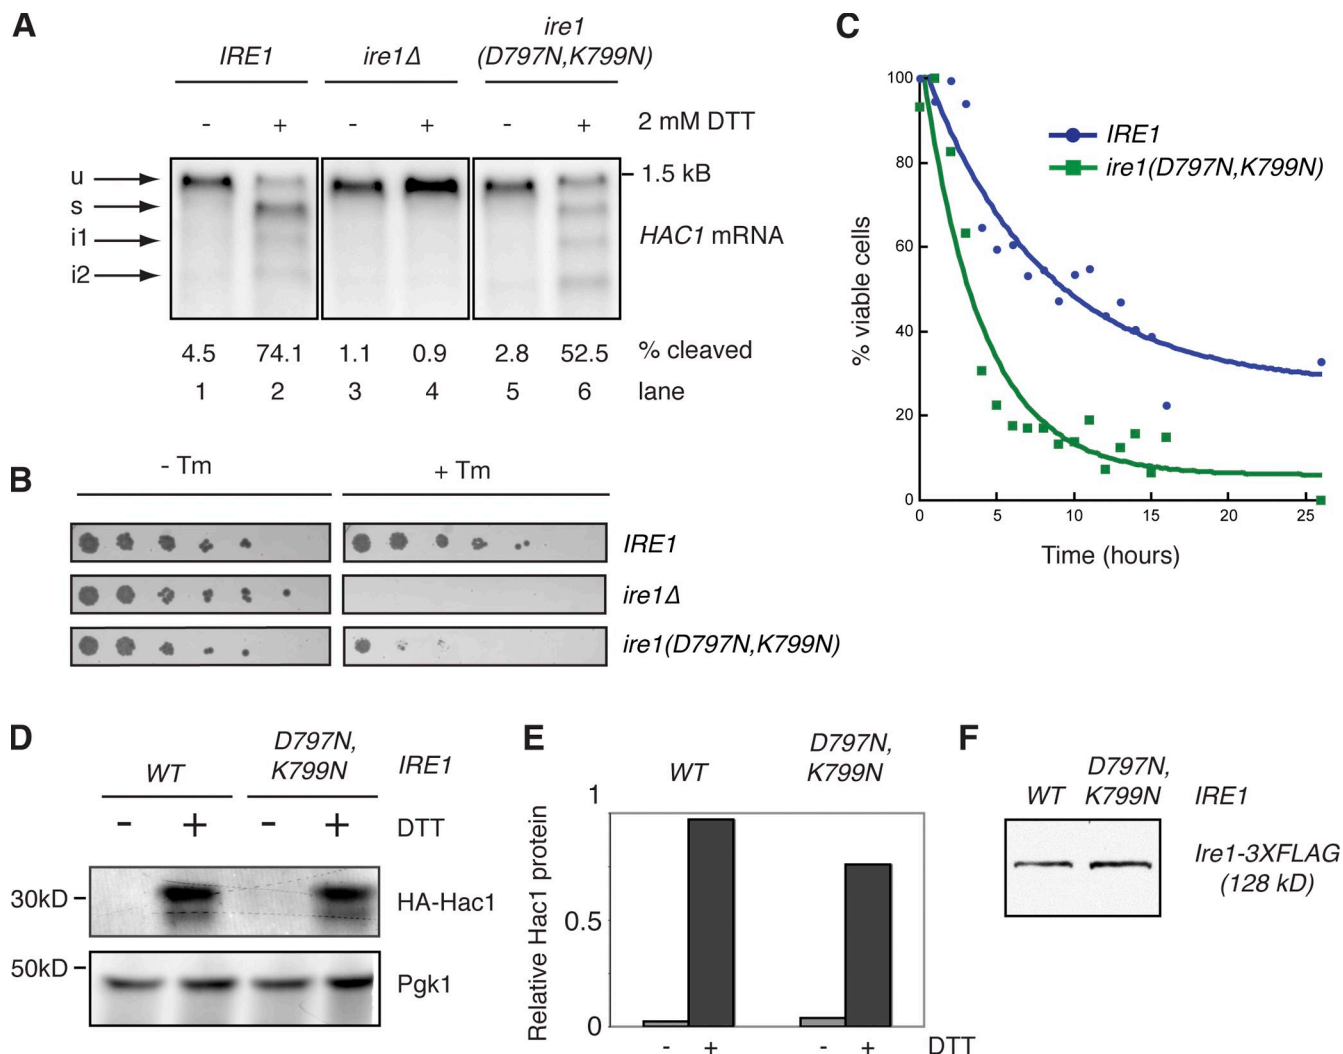 A
IRE1
ire1Δ
ire1
(D797N,K799N)
- + - + - + 2 mM DTT
u
s
i1
i2
1.5 kB
HAC1 mRNA
4.5 74.1 1.1 0.9 2.8 52.5 % cleaved
1 2 3 4 5 6 lane
B
- Tm + Tm
IRE1
ire1Δ
ire1(D797N,K799N)
C
IRE1
ire1(D797N,K799N)
% viable cells
100
80
60
40
20
0
0 5 10 15 20 25
Time (hours)
D
WT
D797N,
K799N
IRE1
- + - + DTT
30kD
HA-Hac1
50kD
Pgk1
E
WT
D797N,
K799N
Relative Hac1 protein
1
0.5
0
- + - + DTT
F
WT
D797N,
K799N
IRE1
Ire1-3XFLAG
(128 kD)